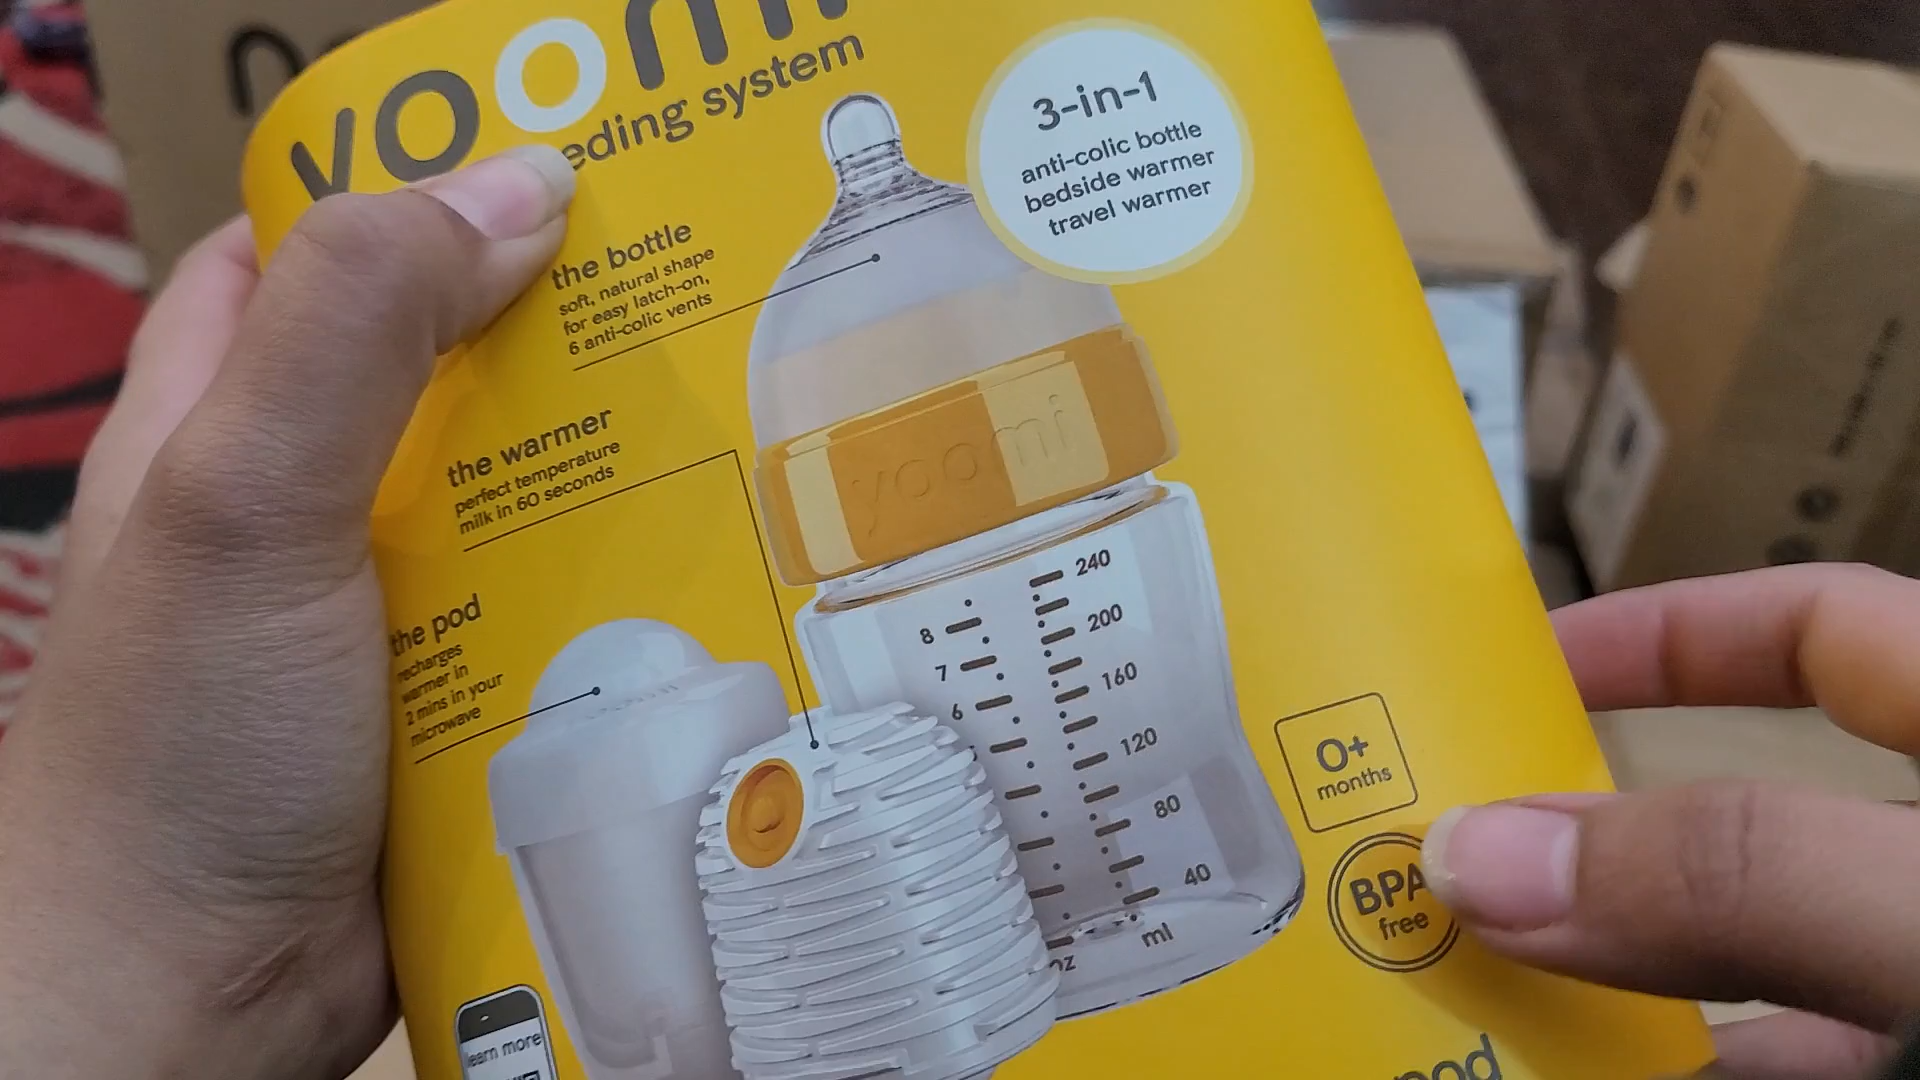 yoomi
eding system
3-in-1
anti-colic bottle
bedside warmer
travel warmer
the bottle
soft, natural shape
for easy latch-on,
6 anti-colic vents
the warmer
perfect temperature
milk in 60 seconds
the pod
recharges
warmer in
2 mins in your
microwave
yoomi
240
8
200
7
160
6
120
80
40
ml
oz
0+
months
BPA
free
learn more
pod